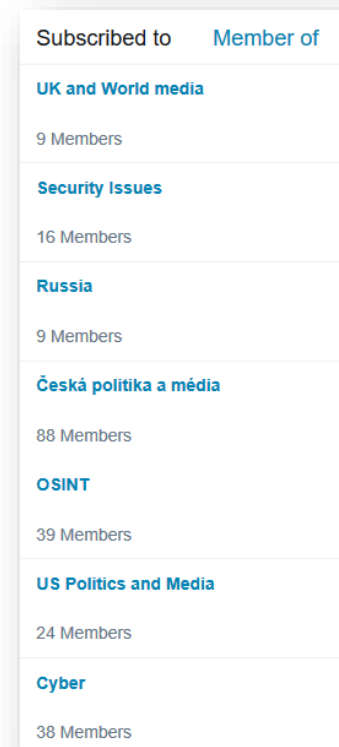 Subscribed to Member of
UK and World media
9 Members
Security Issues
16 Members
Russia
9 Members
Česká politika a média
88 Members
OSINT
39 Members
US Politics and Media
24 Members
Cyber
38 Members